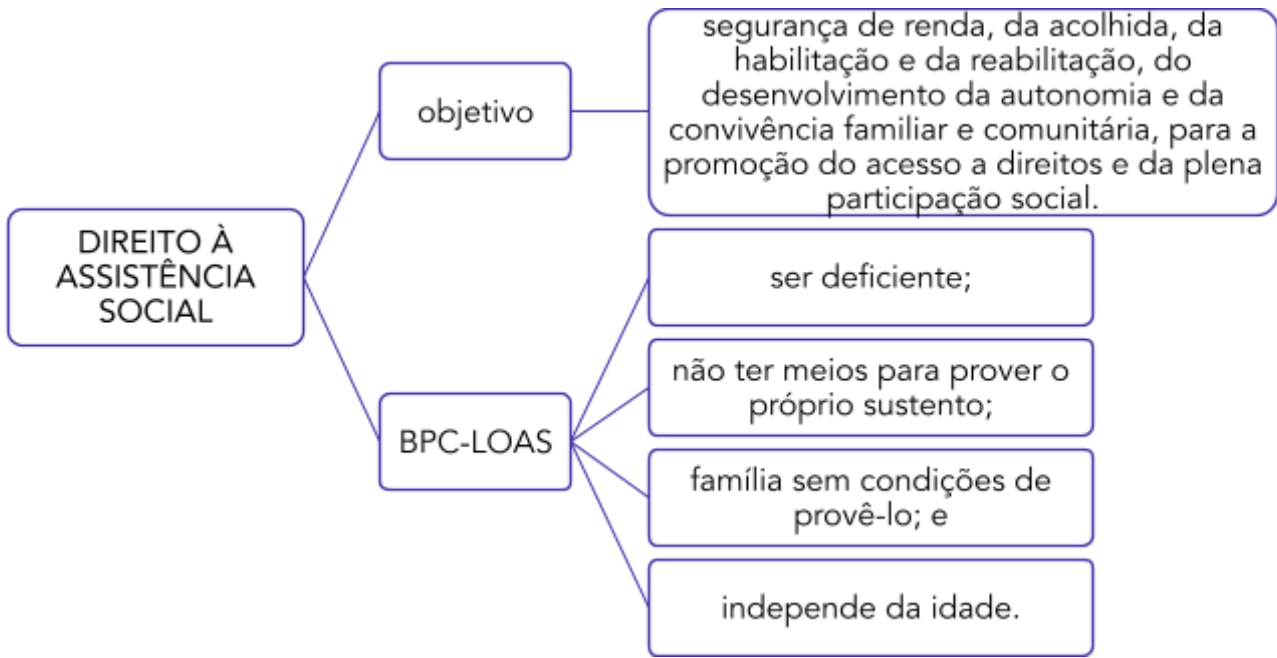 DIREITO À
ASSISTÊNCIA
SOCIAL
objetivo
segurança de renda, da acolhida, da
habilitação e da reabilitação, do
desenvolvimento da autonomia e da
convivência familiar e comunitária, para a
promoção do acesso a direitos e da plena
participação social.
BPC-LOAS
ser deficiente;
não ter meios para prover o
próprio sustento;
família sem condições de
provê-lo; e
independe da idade.